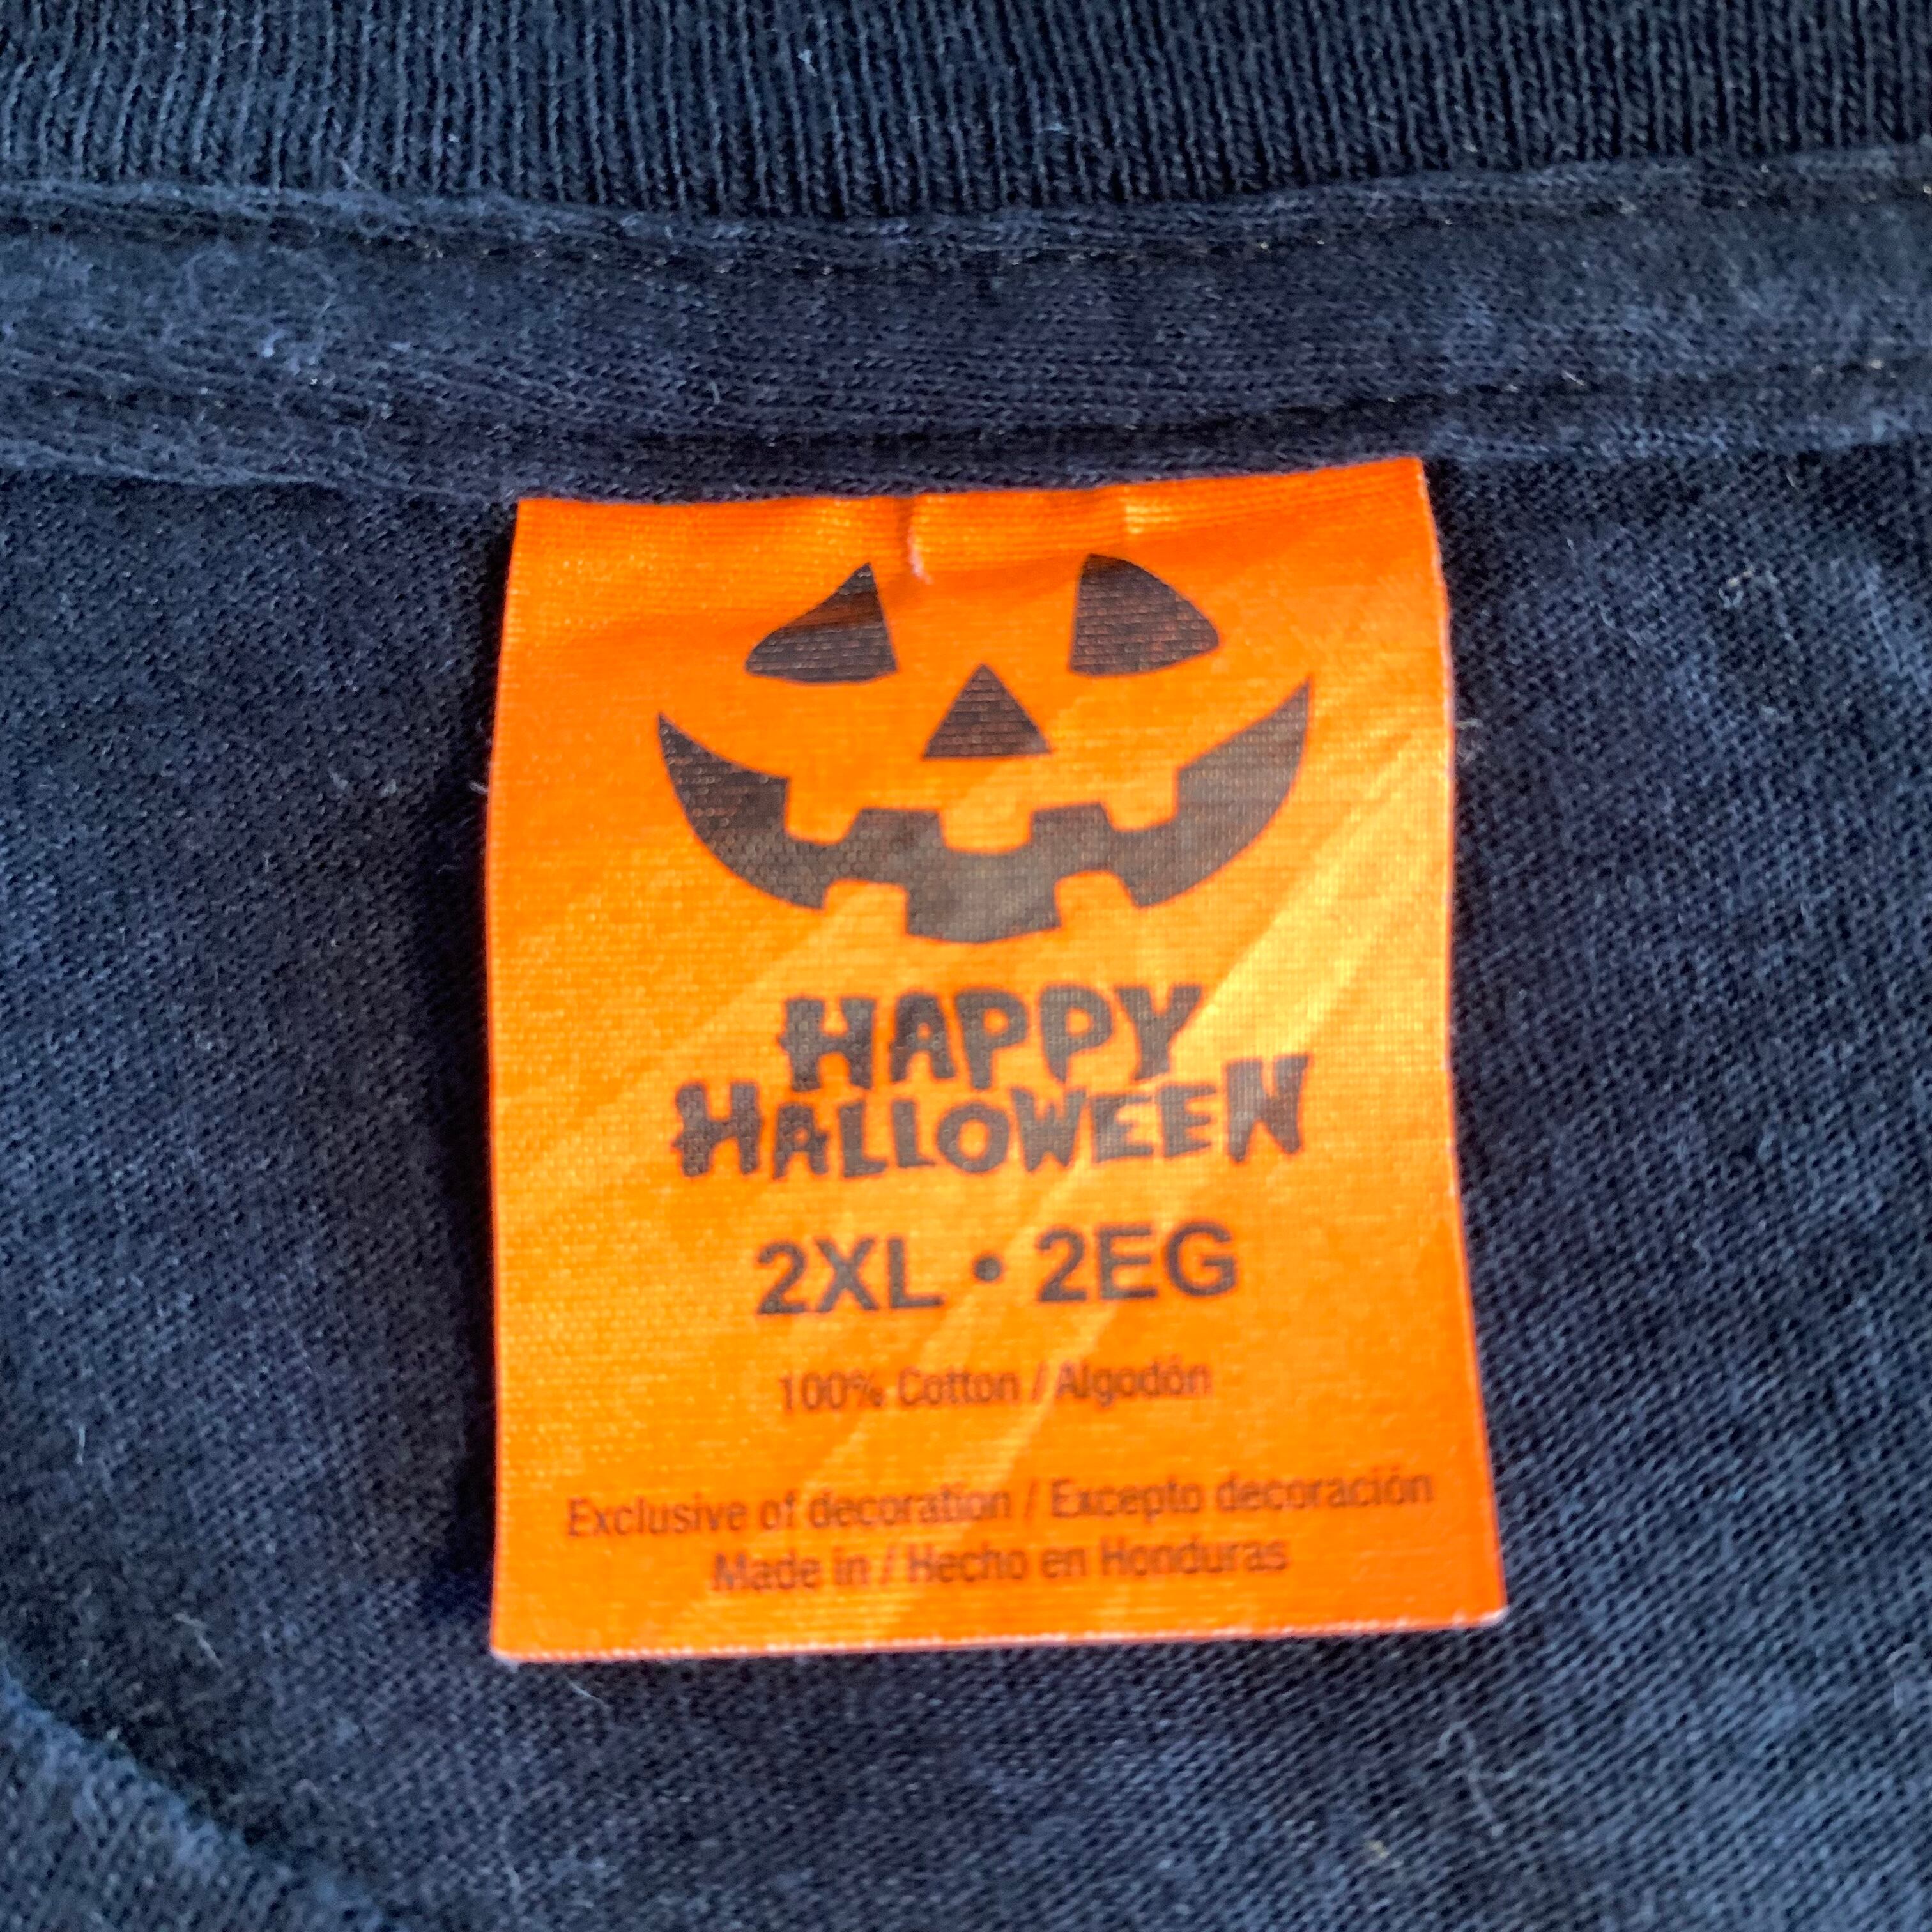 HAPPY
HALLOWEEN
2XL • 2EG
100% Cotton / Algodón
Exclusive of decoration / Excepto decoración
Made in / Hecho en Honduras